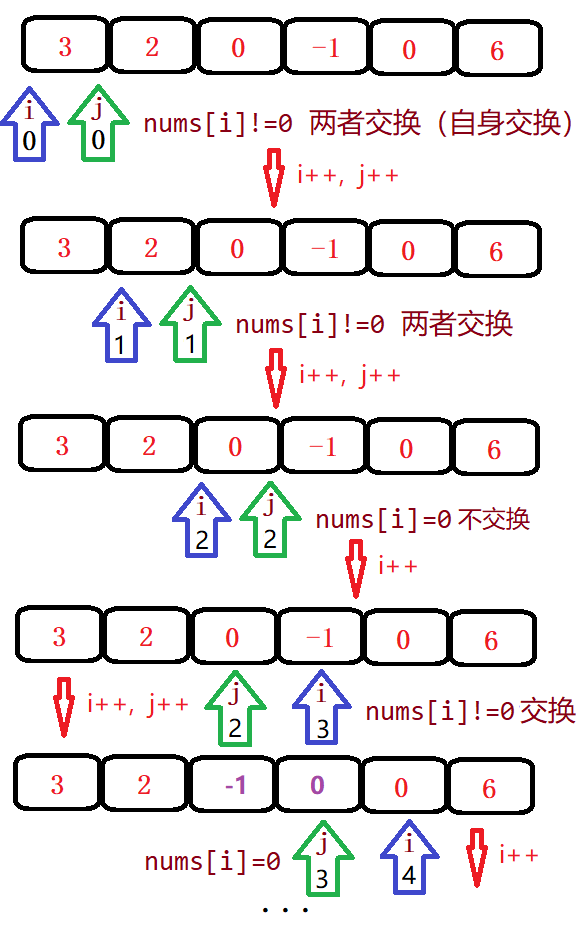 3 2 0 -1 0 6
i j
0 0 nums[i]!=0 两者交换（自身交换）
i++, j++
3 2 0 -1 0 6
i j
1 1 nums[i]!=0 两者交换
i++, j++
3 2 0 -1 0 6
i j
2 2 nums[i]=0 不交换
i++
3 2 0 -1 0 6
i++, j++ j i
2 3 nums[i]!=0 交换
3 2 -1 0 0 6
nums[i]=0 j i i++
3 4
...